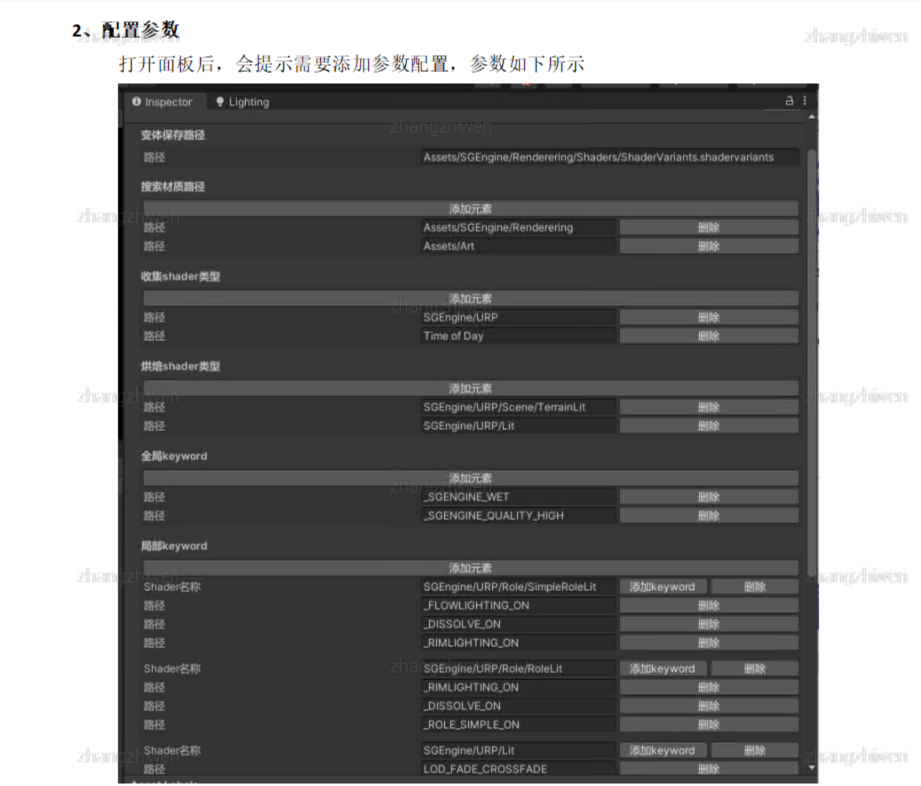 2、配置参数
zhangzhiwen
打开面板后，会提示需要添加参数配置，参数如下所示
Inspector Lighting
zhangzhiwen
变体保存路径
路径 Assets/SGEngine/Renderering/Shaders/ShaderVariants.shadervariants
搜索材质路径
添加元素
zhangzhiwen zhangzhiwen
路径 Assets/SGEngine/Renderering 删除
路径 Assets/Art 删除
收集shader类型
添加元素
zhangzhiwen
路径 SGEngine/URP 删除
路径 Time of Day 删除
烘焙shader类型
添加元素
zhangzhiwen zhangzhiwen
路径 SGEngine/URP/Scene/TerrainLit 删除
路径 SGEngine/URP/Lit 删除
全局keyword
添加元素
zhangzhiwen
路径 _SGENGINE_WET 删除
路径 _SGENGINE_QUALITY_HIGH 删除
局部keyword
添加元素
zhangzhiwen zhangzhiwen
Shader名称 SGEngine/URP/Role/SimpleRoleLit 添加keyword 删除
路径 _FLOWLIGHTING_ON 删除
路径 _DISSOLVE_ON 删除
路径 _RIMLIGHTING_ON 删除
zhangzhiwen
Shader名称 SGEngine/URP/Role/RoleLit 添加keyword 删除
路径 _RIMLIGHTING_ON 删除
路径 _DISSOLVE_ON 删除
路径 _ROLE_SIMPLE_ON 删除
zhangzhiwen zhangzhiwen
Shader名称 SGEngine/URP/Lit 添加keyword 删除
路径 LOD_FADE_CROSSFADE 删除